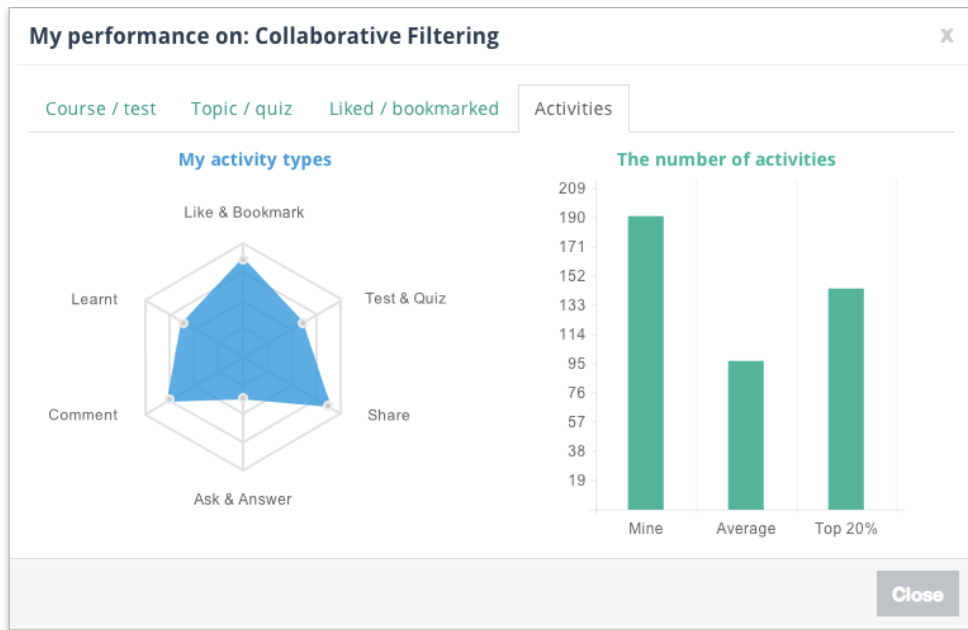 My performance on: Collaborative Filtering
x
Course / test
Topic / quiz
Liked / bookmarked
Activities
My activity types
Like & Bookmark
Learnt
Test & Quiz
Comment
Share
Ask & Answer
The number of activities
209
190
171
152
133
114
95
76
57
38
19
Mine
Average
Top 20%
Close